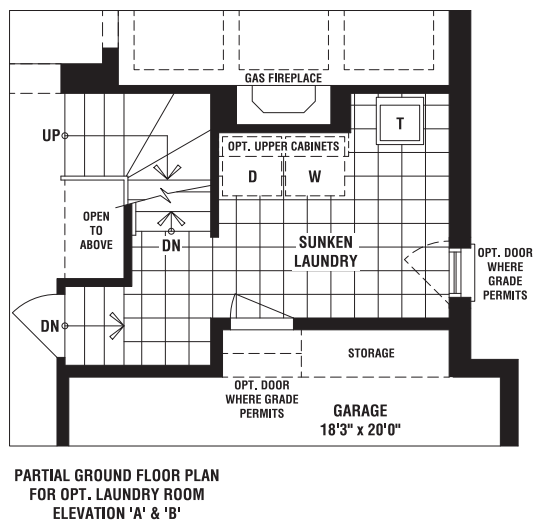 GAS FIREPLACE
UP
T
OPT. UPPER CABINETS
D
W
OPEN
TO
ABOVE
DN
SUNKEN
LAUNDRY
OPT. DOOR
WHERE
GRADE
PERMITS
DN
STORAGE
OPT. DOOR
WHERE GRADE
PERMITS
GARAGE
18'3" x 20'0"
PARTIAL GROUND FLOOR PLAN
FOR OPT. LAUNDRY ROOM
ELEVATION 'A' & 'B'